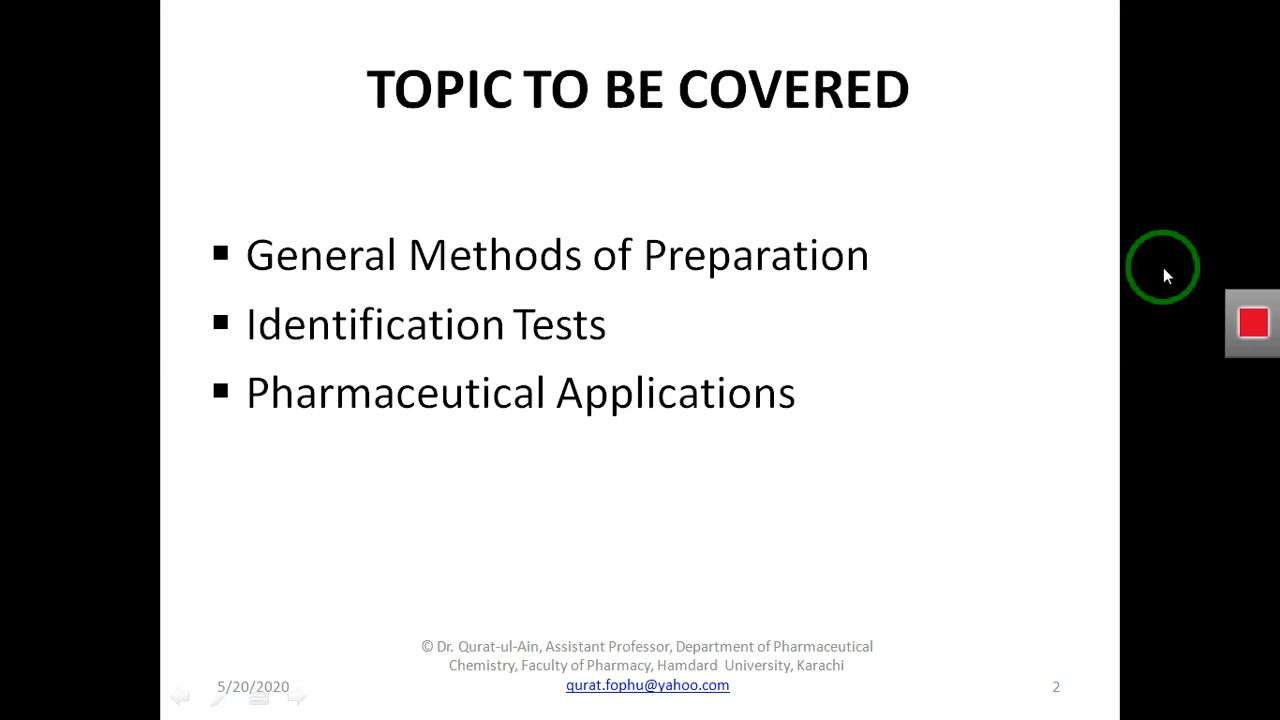 TOPIC TO BE COVERED
▪ General Methods of Preparation
▪ Identification Tests
▪ Pharmaceutical Applications
© Dr. Qurat-ul-Ain, Assistant Professor, Department of Pharmaceutical
Chemistry, Faculty of Pharmacy, Hamdard University, Karachi
5/20/2020
qurat.fophu@yahoo.com
2